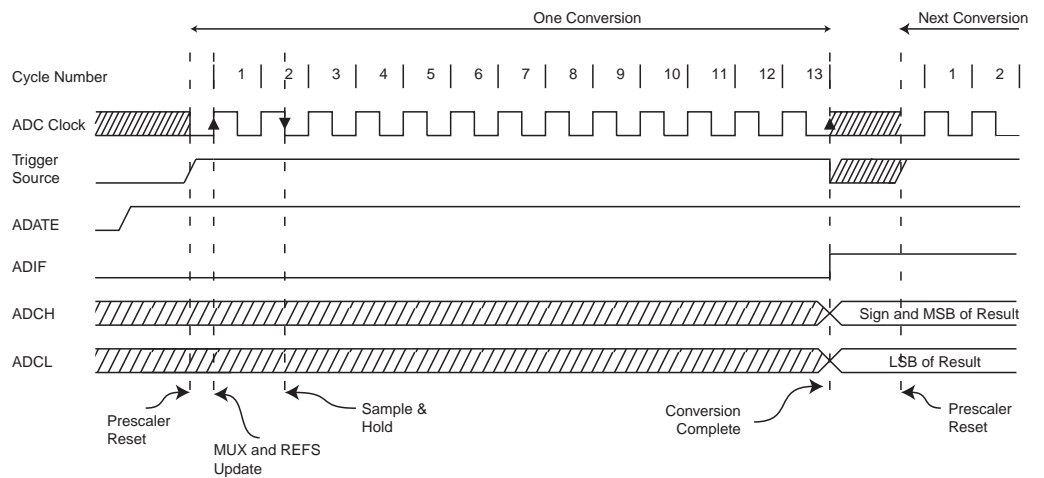 One Conversion
Next Conversion
Cycle Number
1 2 3 4 5 6 7 8 9 10 11 12 13 1 2
ADC Clock
Trigger
Source
ADATE
ADIF
ADCH
Sign and MSB of Result
ADCL
LSB of Result
Prescaler
Reset
MUX and REFS
Update
Sample &
Hold
Conversion
Complete
Prescaler
Reset